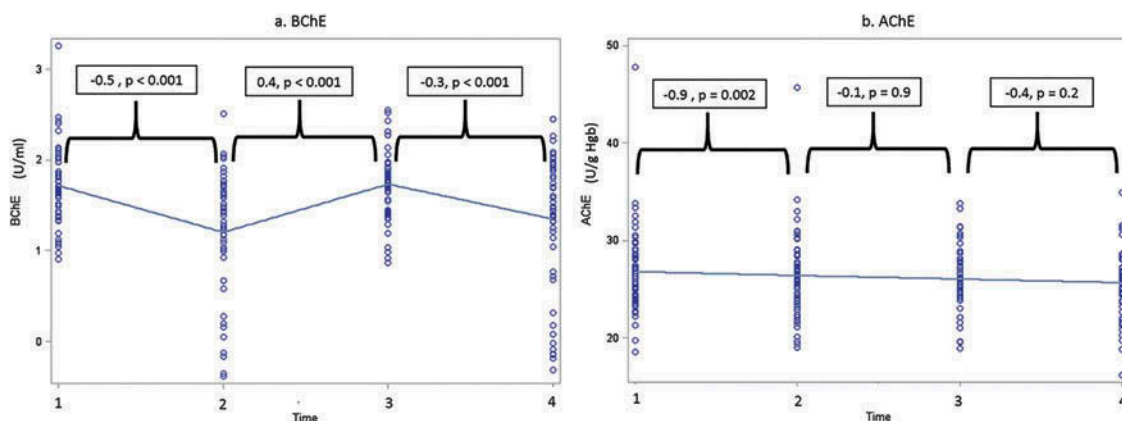 a. BChE
-0.5 , p < 0.001
0.4, p < 0.001
-0.3, p < 0.001
BChE (U/ml)
3
2
1
0
1
2
3
4
Time
b. AChE
-0.9 , p = 0.002
-0.1, p = 0.9
-0.4, p = 0.2
AChE (U/g Hgb)
50
40
30
20
1
2
3
4
Time